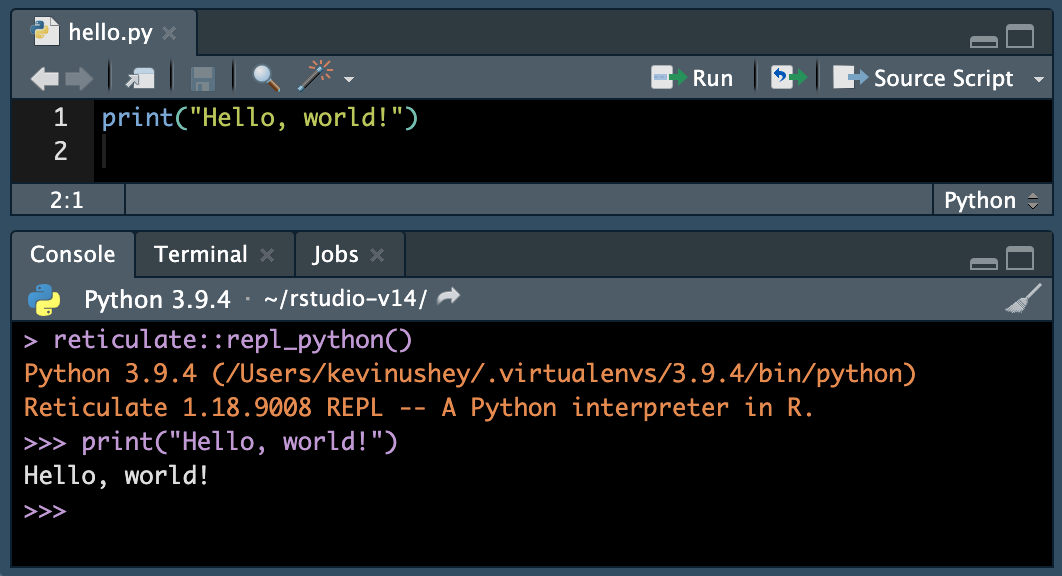 hello.py
Run Source Script
1 print("Hello, world!")
2
2:1 Python
Console Terminal Jobs
Python 3.9.4 · ~/rstudio-v14/
> reticulate::repl_python()
Python 3.9.4 (/Users/kevinushey/.virtualenvs/3.9.4/bin/python)
Reticulate 1.18.9008 REPL -- A Python interpreter in R.
>>> print("Hello, world!")
Hello, world!
>>>